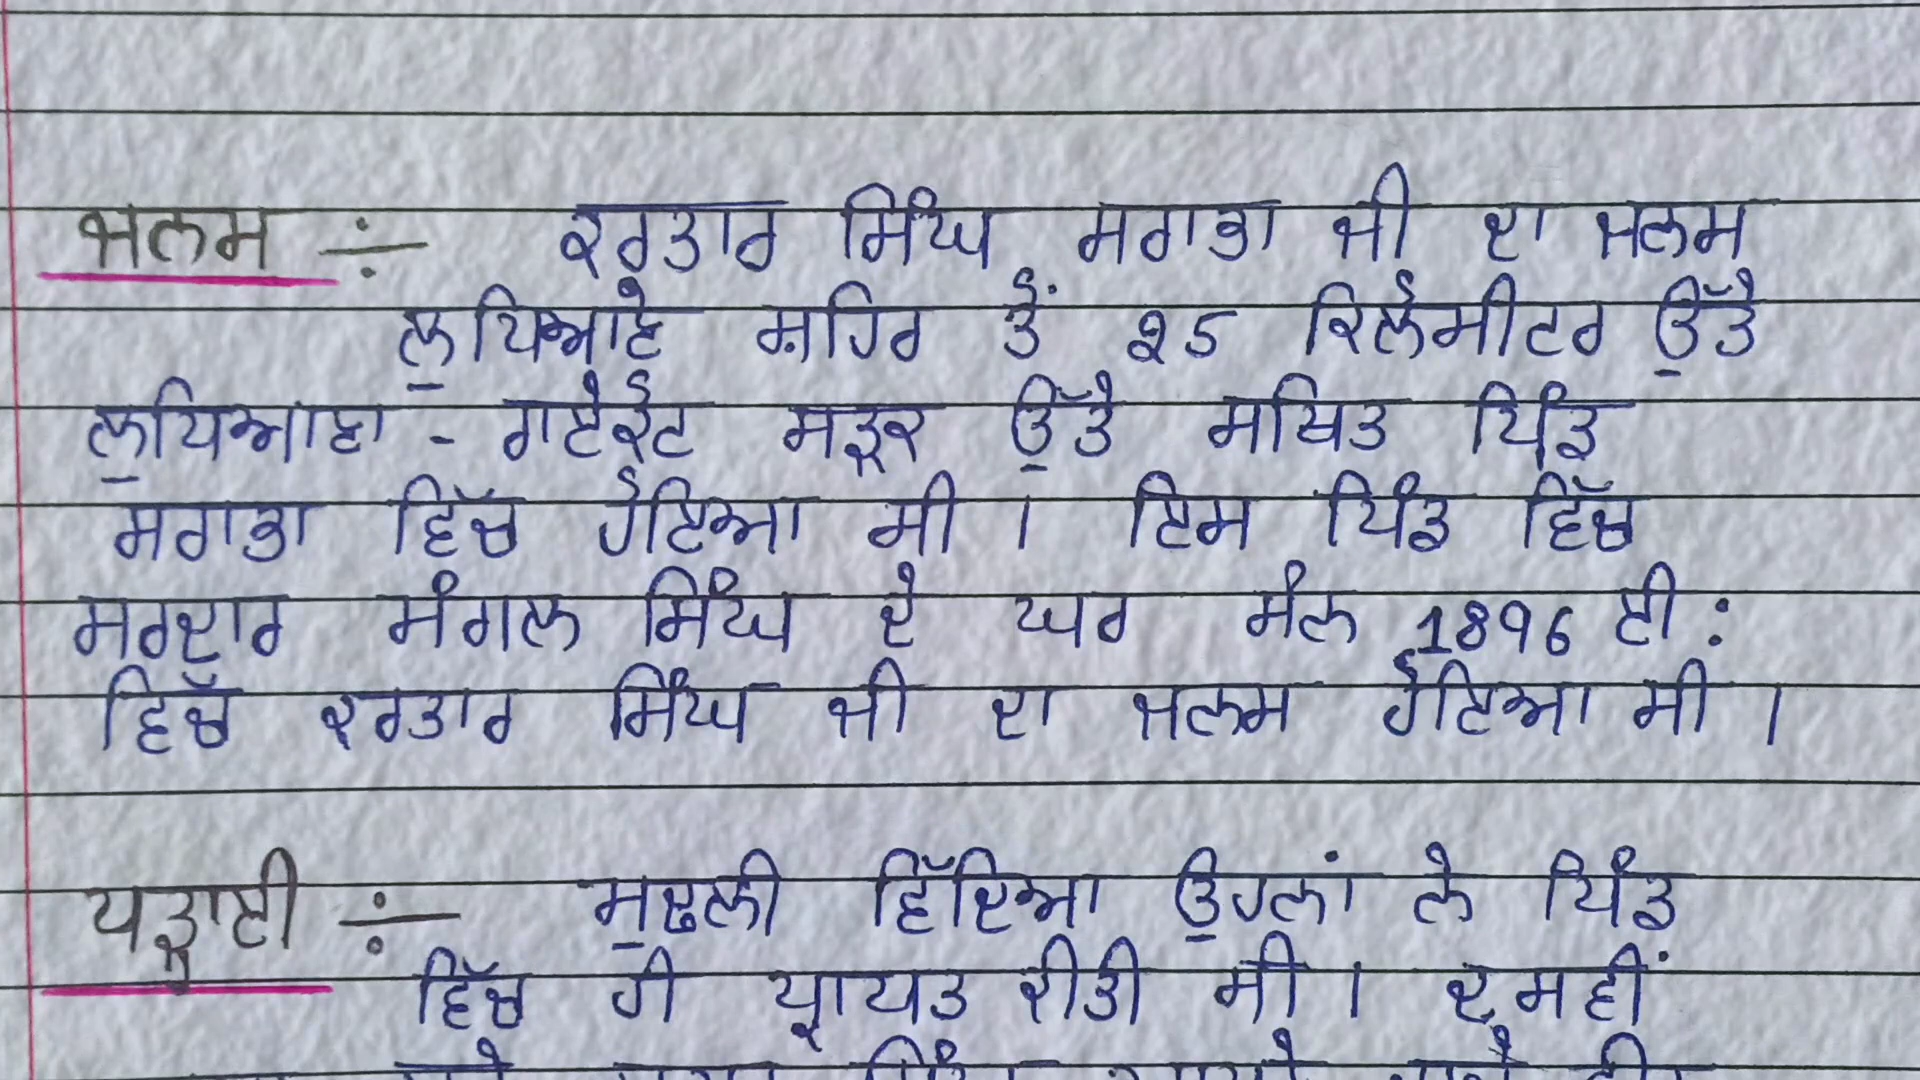 ਜਨਮ ÷ ਕਰਤਾਰ ਸਿੰਘ ਸਰਾਭਾ ਜੀ ਦਾ ਜਨਮ
ਲੁਧਿਆਣੇ ਸ਼ਹਿਰ ਤੋਂ 25 ਕਿਲੋਮੀਟਰ ਉੱਤੇ
ਲੁਧਿਆਣਾ - ਰਾਏਕੋਟ ਸੜਕ ਉੱਤੇ ਸਥਿਤ ਪਿੰਡ
ਸਰਾਭਾ ਵਿੱਚ ਹੋਇਆ ਸੀ । ਇਸ ਪਿੰਡ ਵਿੱਚ
ਸਰਦਾਰ ਮੰਗਲ ਸਿੰਘ ਦੇ ਘਰ ਸੰਨ 1896 ਈ:
ਵਿੱਚ ਕਰਤਾਰ ਸਿੰਘ ਜੀ ਦਾ ਜਨਮ ਹੋਇਆ ਸੀ ।
ਪੜ੍ਹਾਈ ÷ ਮੁਢਲੀ ਵਿੱਦਿਆ ਉਹਨਾਂ ਨੇ ਪਿੰਡ
ਵਿੱਚ ਹੀ ਪ੍ਰਾਪਤ ਕੀਤੀ ਸੀ । ਦਸਵੀਂ